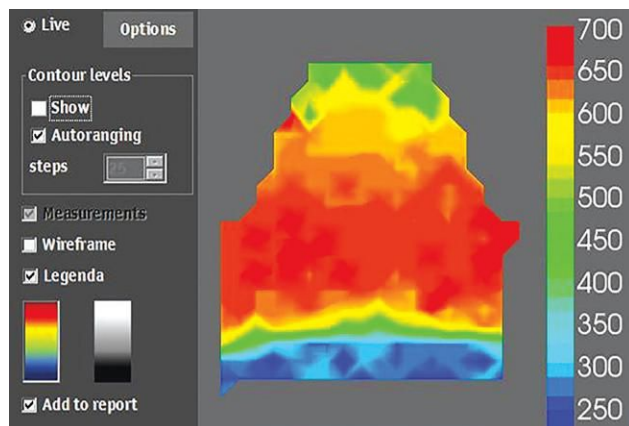 Live
Options
Contour levels
Show
Autoranging
steps
25
Measurements
Wireframe
Legenda
Add to report
700
650
600
550
500
450
400
350
300
250